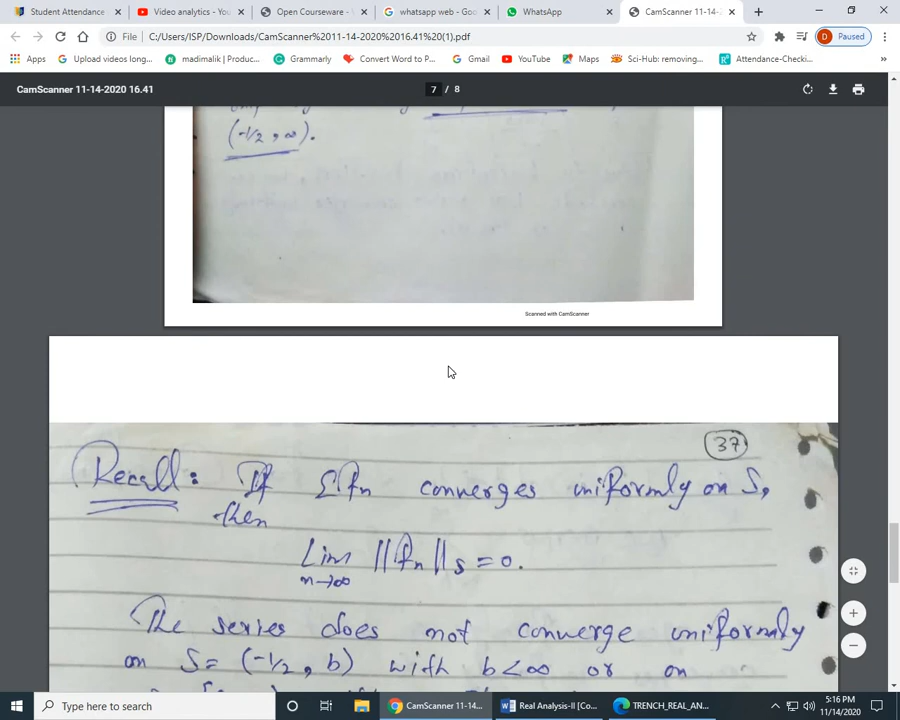 Student Attendance
Video analytics - You
Open Courseware -
whatsapp web - Goo
WhatsApp
CamScanner 11-14-
File C:/Users/ISP/Downloads/CamScanner%2011-14-2020%2016.41%20(1).pdf
Paused
Apps
Upload videos long...
madimalik | Produc...
Grammarly
Convert Word to P...
Gmail
YouTube
Maps
Sci-Hub: removing...
Attendance-Checki...
CamScanner 11-14-2020 16.41
7 / 8
(-1/2, ∞).
Scanned with CamScanner
37
Recall: If Σfn converges uniformly on S,
then
Lim ||fn||s = 0.
n→∞
The series does not converge uniformly
on S = (-1/2, b) with b<∞ or on
Type here to search
CamScanner 11-14...
Real Analysis-II [Co...
TRENCH_REAL_AN...
5:16 PM
11/14/2020